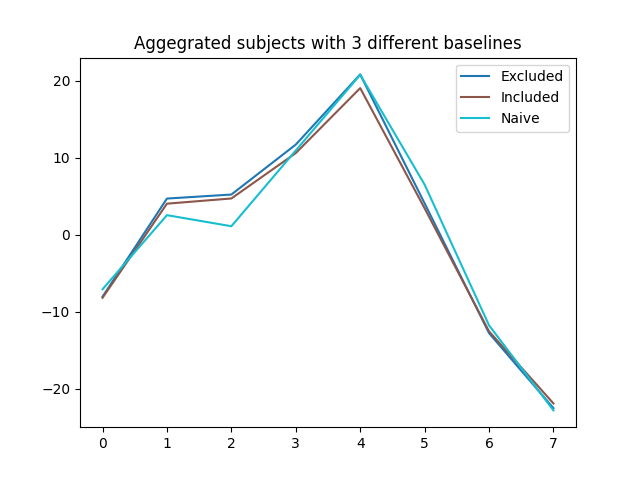 Aggegrated subjects with 3 different baselines
Excluded
Included
Naive
20
10
0
−10
−20
0 1 2 3 4 5 6 7